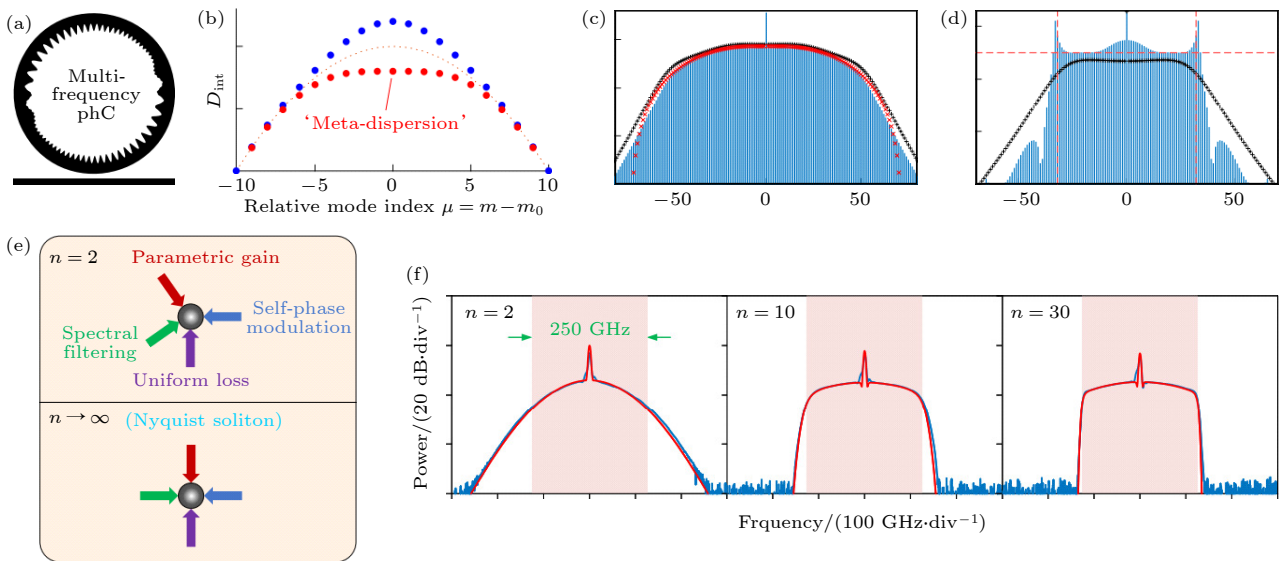 (a)
Multi-
frequency
phC
(b)
D_int
'Meta-dispersion'
−10
−5
0
5
10
Relative mode index μ = m−m₀
(c)
−50
0
50
(d)
−50
0
50
(e)
n = 2
Parametric gain
Self-phase
modulation
Spectral
filtering
Uniform loss
n → ∞
(Nyquist soliton)
(f)
Power/(20 dB·div⁻¹)
n = 2
250 GHz
n = 10
n = 30
Frquency/(100 GHz·div⁻¹)